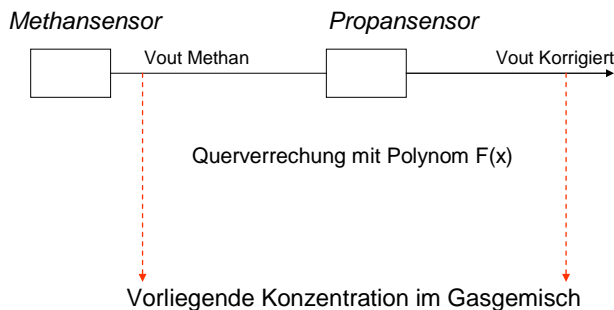 Methansensor
Propansensor
Vout Methan
Vout Korrigiert
Querverrechung mit Polynom F(x)
Vorliegende Konzentration im Gasgemisch